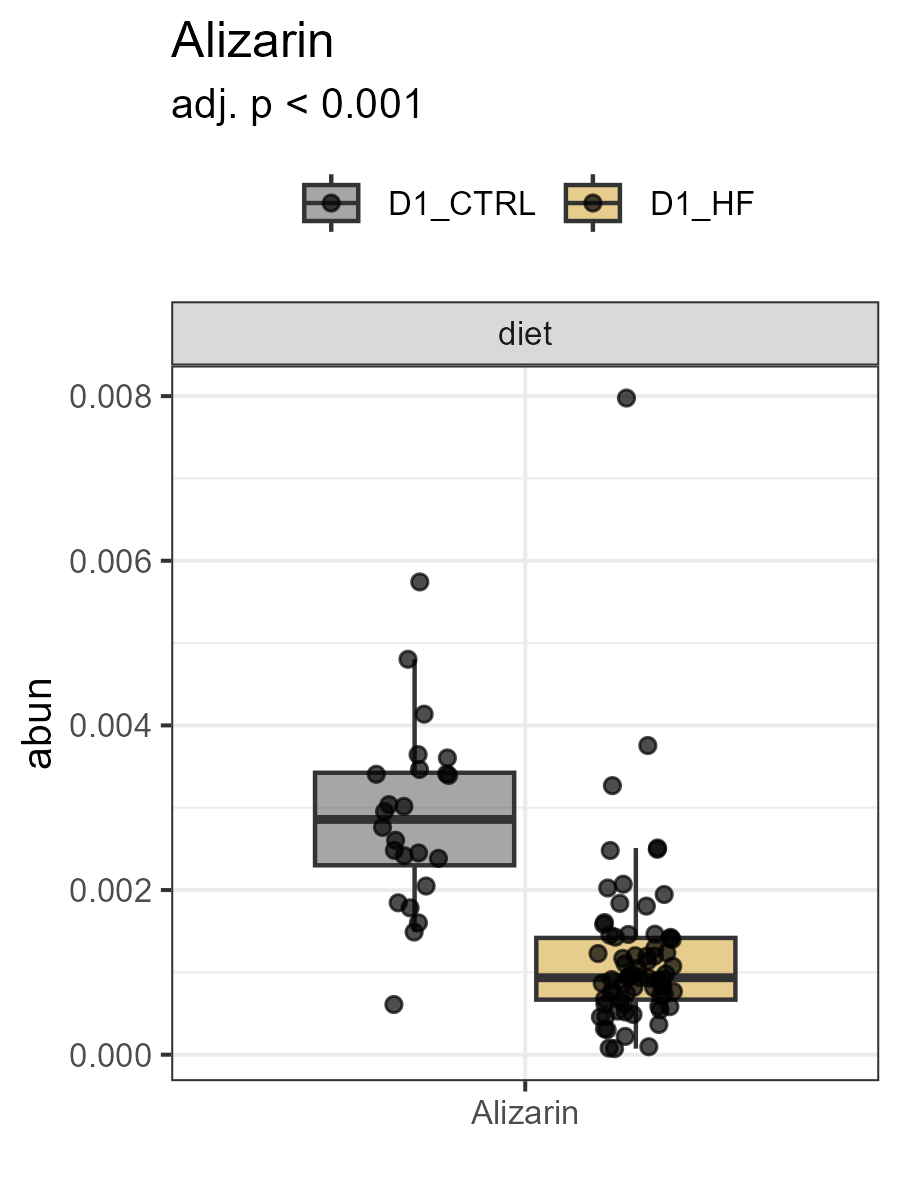 Alizarin
adj. p < 0.001
D1_CTRL D1_HF
diet
0.008
0.006
0.004
0.002
0.000
abun
Alizarin